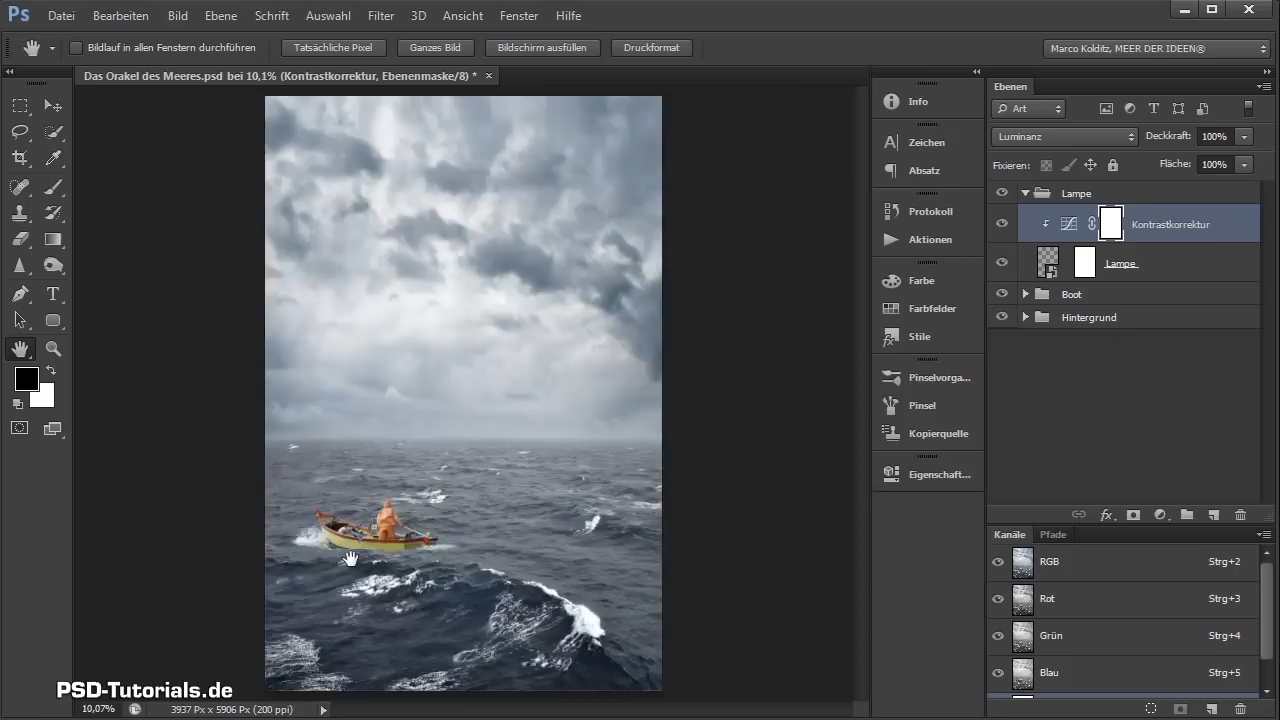 Ps Datei Bearbeiten Bild Ebene Schrift Auswahl Filter 3D Ansicht Fenster Hilfe
Bildlauf in allen Fenstern durchführen Tatsächliche Pixel Ganzes Bild Bildschirm ausfüllen Druckformat Marco Kolditz, MEER DER IDEEN®
Das Orakel des Meeres.psd bei 10,1% (Kontrastkorrektur, Ebenenmaske/8) *
Info
Zeichen
Absatz
Protokoll
Aktionen
Farbe
Farbfelder
Stile
Pinselvorga...
Pinsel
Kopierquelle
Eigenschaft...
Ebenen
Art
Luminanz Deckkraft: 100%
Fixieren: Fläche: 100%
Lampe
Kontrastkorrektur
Lampe
Boot
Hintergrund
fx
Kanäle Pfade
RGB Strg+2
Rot Strg+3
Grün Strg+4
Blau Strg+5
PSD-Tutorials.de
10,07% 3937 Px x 5906 Px (200 ppi)